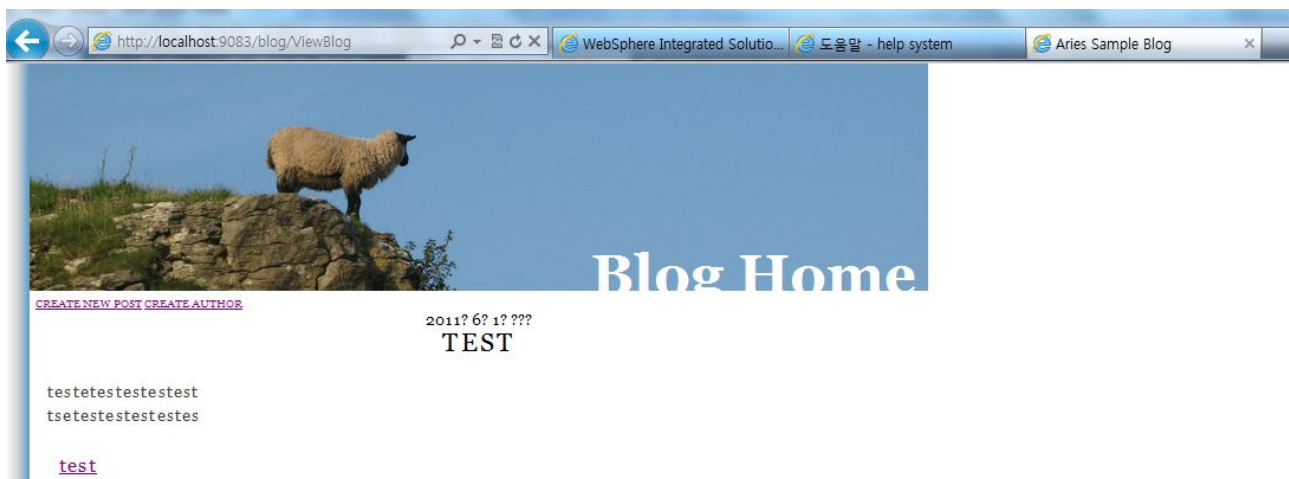 http://localhost:9083/blog/ViewBlog
WebSphere Integrated Solutio...
도움말 - help system
Aries Sample Blog
Blog Home
CREATE NEW POST CREATE AUTHOR
2011? 6? 1? ???
TEST
testetestestestest
tsetestestestestes
test